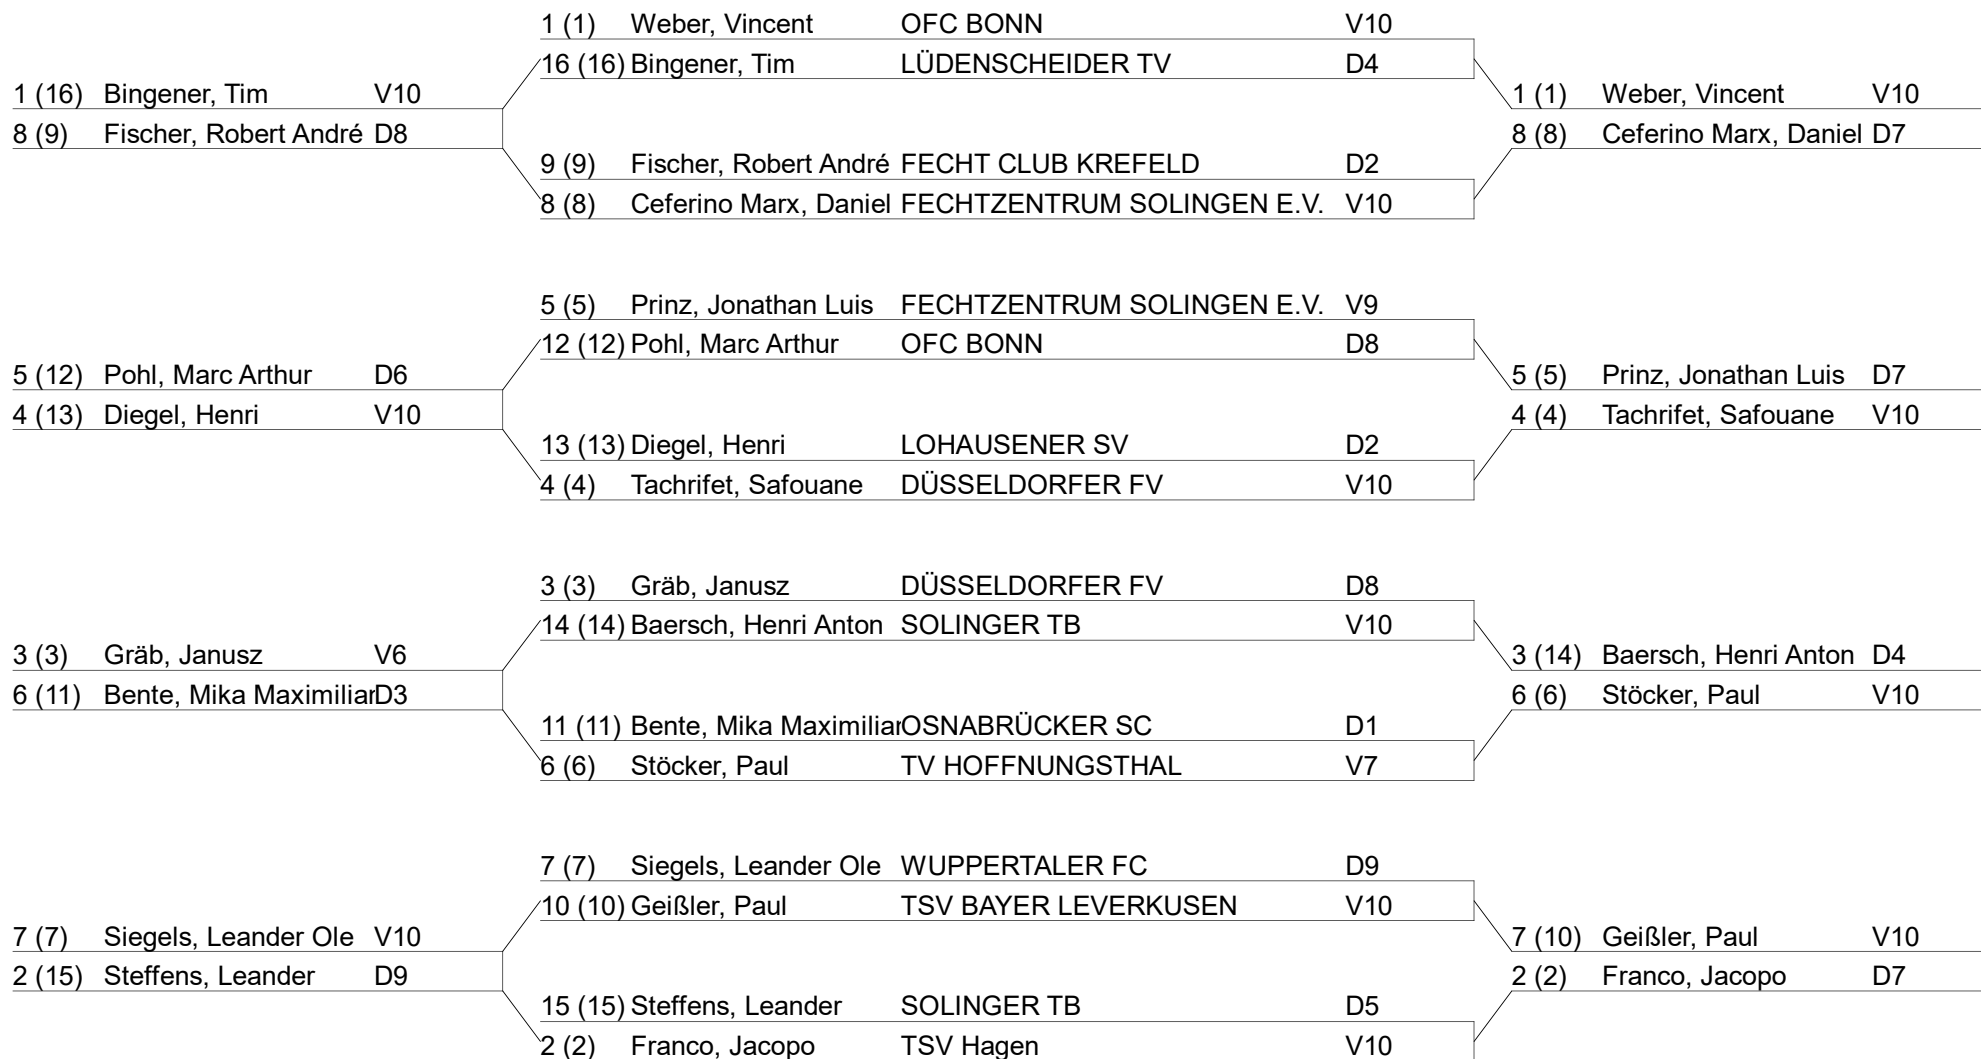 1 (1) Weber, Vincent OFC BONN V10
16 (16) Bingener, Tim LÜDENSCHEIDER TV D4
1 (16) Bingener, Tim V10
1 (1) Weber, Vincent V10
8 (9) Fischer, Robert André D8
8 (8) Ceferino Marx, Daniel D7
9 (9) Fischer, Robert André FECHT CLUB KREFELD D2
8 (8) Ceferino Marx, Daniel FECHTZENTRUM SOLINGEN E.V. V10
5 (5) Prinz, Jonathan Luis FECHTZENTRUM SOLINGEN E.V. V9
12 (12) Pohl, Marc Arthur OFC BONN D8
5 (12) Pohl, Marc Arthur D6
5 (5) Prinz, Jonathan Luis D7
4 (13) Diegel, Henri V10
4 (4) Tachrifet, Safouane V10
13 (13) Diegel, Henri LOHAUSENER SV D2
4 (4) Tachrifet, Safouane DÜSSELDORFER FV V10
3 (3) Gräb, Janusz DÜSSELDORFER FV D8
14 (14) Baersch, Henri Anton SOLINGER TB V10
3 (3) Gräb, Janusz V6
3 (14) Baersch, Henri Anton D4
6 (11) Bente, Mika Maximilian D3
6 (6) Stöcker, Paul V10
11 (11) Bente, Mika Maximilian OSNABRÜCKER SC D1
6 (6) Stöcker, Paul TV HOFFNUNGSTHAL V7
7 (7) Siegels, Leander Ole WUPPERTALER FC D9
10 (10) Geißler, Paul TSV BAYER LEVERKUSEN V10
7 (7) Siegels, Leander Ole V10
7 (10) Geißler, Paul V10
2 (15) Steffens, Leander D9
2 (2) Franco, Jacopo D7
15 (15) Steffens, Leander SOLINGER TB D5
2 (2) Franco, Jacopo TSV Hagen V10